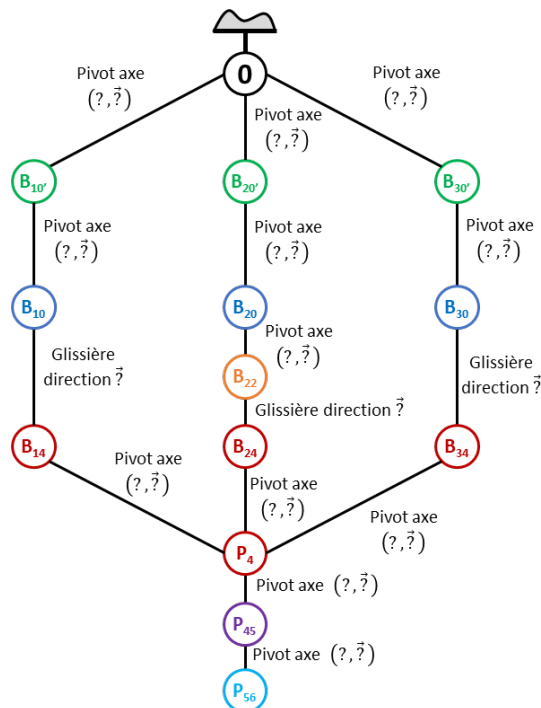 0
Pivot axe
(?, ?⃗)
Pivot axe
(?, ?⃗)
Pivot axe
(?, ?⃗)
B10'
B20'
B30'
Pivot axe
(?, ?⃗)
Pivot axe
(?, ?⃗)
Pivot axe
(?, ?⃗)
B10
B20
B30
Pivot axe
(?, ?⃗)
Glissière
direction ?⃗
B22
Glissière
direction ?⃗
Glissière direction ?⃗
B14
B24
B34
Pivot axe
(?, ?⃗)
Pivot axe
(?, ?⃗)
Pivot axe
(?, ?⃗)
P4
Pivot axe (?, ?⃗)
P45
Pivot axe (?, ?⃗)
P56